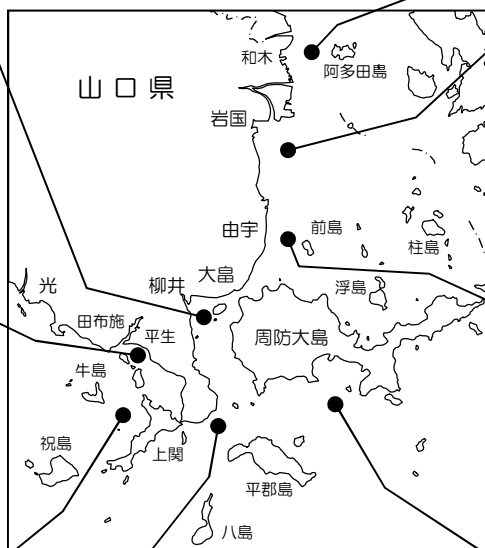 和木
阿多田島
山口県
岩国
由宇
前島
柱島
光
柳井
大畠
浮島
田布施
平生
周防大島
牛島
祝島
上関
平郡島
八島